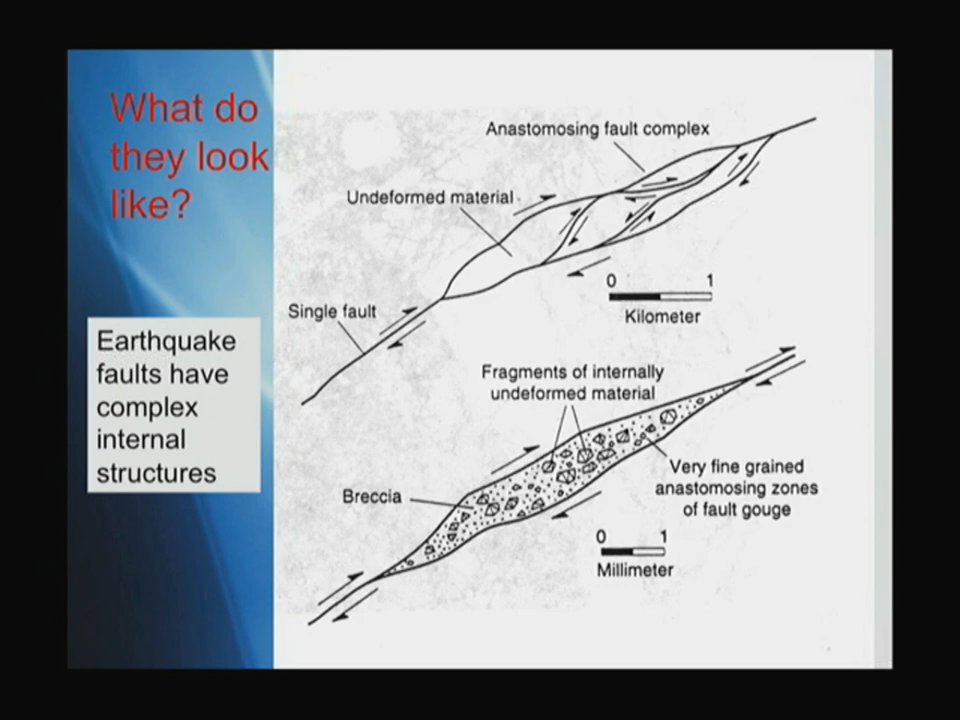 What do
they look
like?
Earthquake
faults have
complex
internal
structures
Anastomosing fault complex
Undeformed material
Single fault
0 1
Kilometer
Fragments of internally
undeformed material
Breccia
Very fine grained
anastomosing zones
of fault gouge
0 1
Millimeter